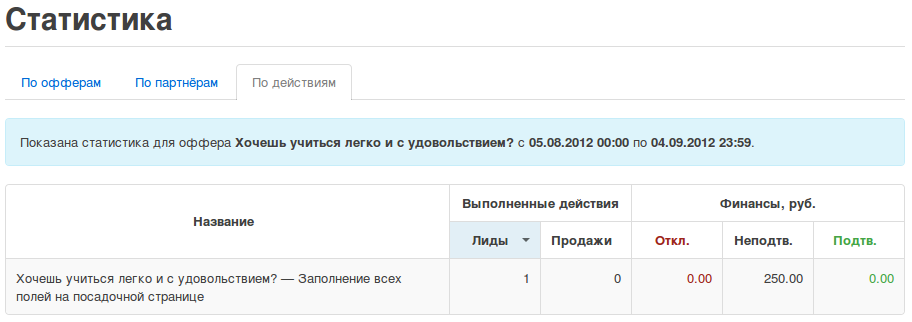 Статистика
По офферам По партнёрам По действиям
Показана статистика для оффера Хочешь учиться легко и с удовольствием? с 05.08.2012 00:00 по 04.09.2012 23:59.
Название Выполненные действия Финансы, руб.
Лиды Продажи Откл. Неподтв. Подтв.
Хочешь учиться легко и с удовольствием? — Заполнение всех
полей на посадочной странице
1 0 0.00 250.00 0.00